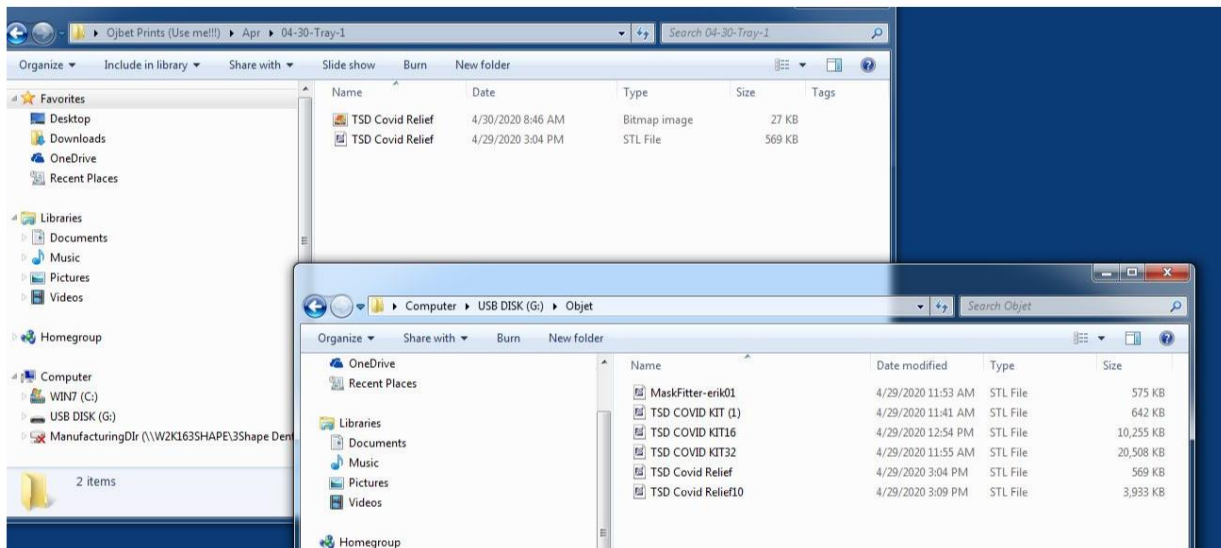 Ojbet Prints (Use me!!!) Apr 04-30-Tray-1 Search 04-30-Tray-1
Organize Include in library Share with Slide show Burn New folder
Favorites
Desktop
Downloads
OneDrive
Recent Places
Libraries
Documents
Music
Pictures
Videos
Homegroup
Computer
WIN7 (C:)
USB DISK (G:)
ManufacturingDIr (\\W2K163SHAPE\3Shape Dent
2 items
Name Date Type Size Tags
TSD Covid Relief 4/30/2020 8:46 AM Bitmap image 27 KB
TSD Covid Relief 4/29/2020 3:04 PM STL File 569 KB
Computer USB DISK (G:) Objet Search Objet
Organize Share with Burn New folder
OneDrive
Recent Places
Libraries
Documents
Music
Pictures
Videos
Homegroup
Name Date modified Type Size
MaskFitter-erik01 4/29/2020 11:53 AM STL File 575 KB
TSD COVID KIT (1) 4/29/2020 11:41 AM STL File 642 KB
TSD COVID KIT16 4/29/2020 12:54 PM STL File 10,255 KB
TSD COVID KIT32 4/29/2020 11:55 AM STL File 20,508 KB
TSD Covid Relief 4/29/2020 3:04 PM STL File 569 KB
TSD Covid Relief10 4/29/2020 3:09 PM STL File 3,933 KB